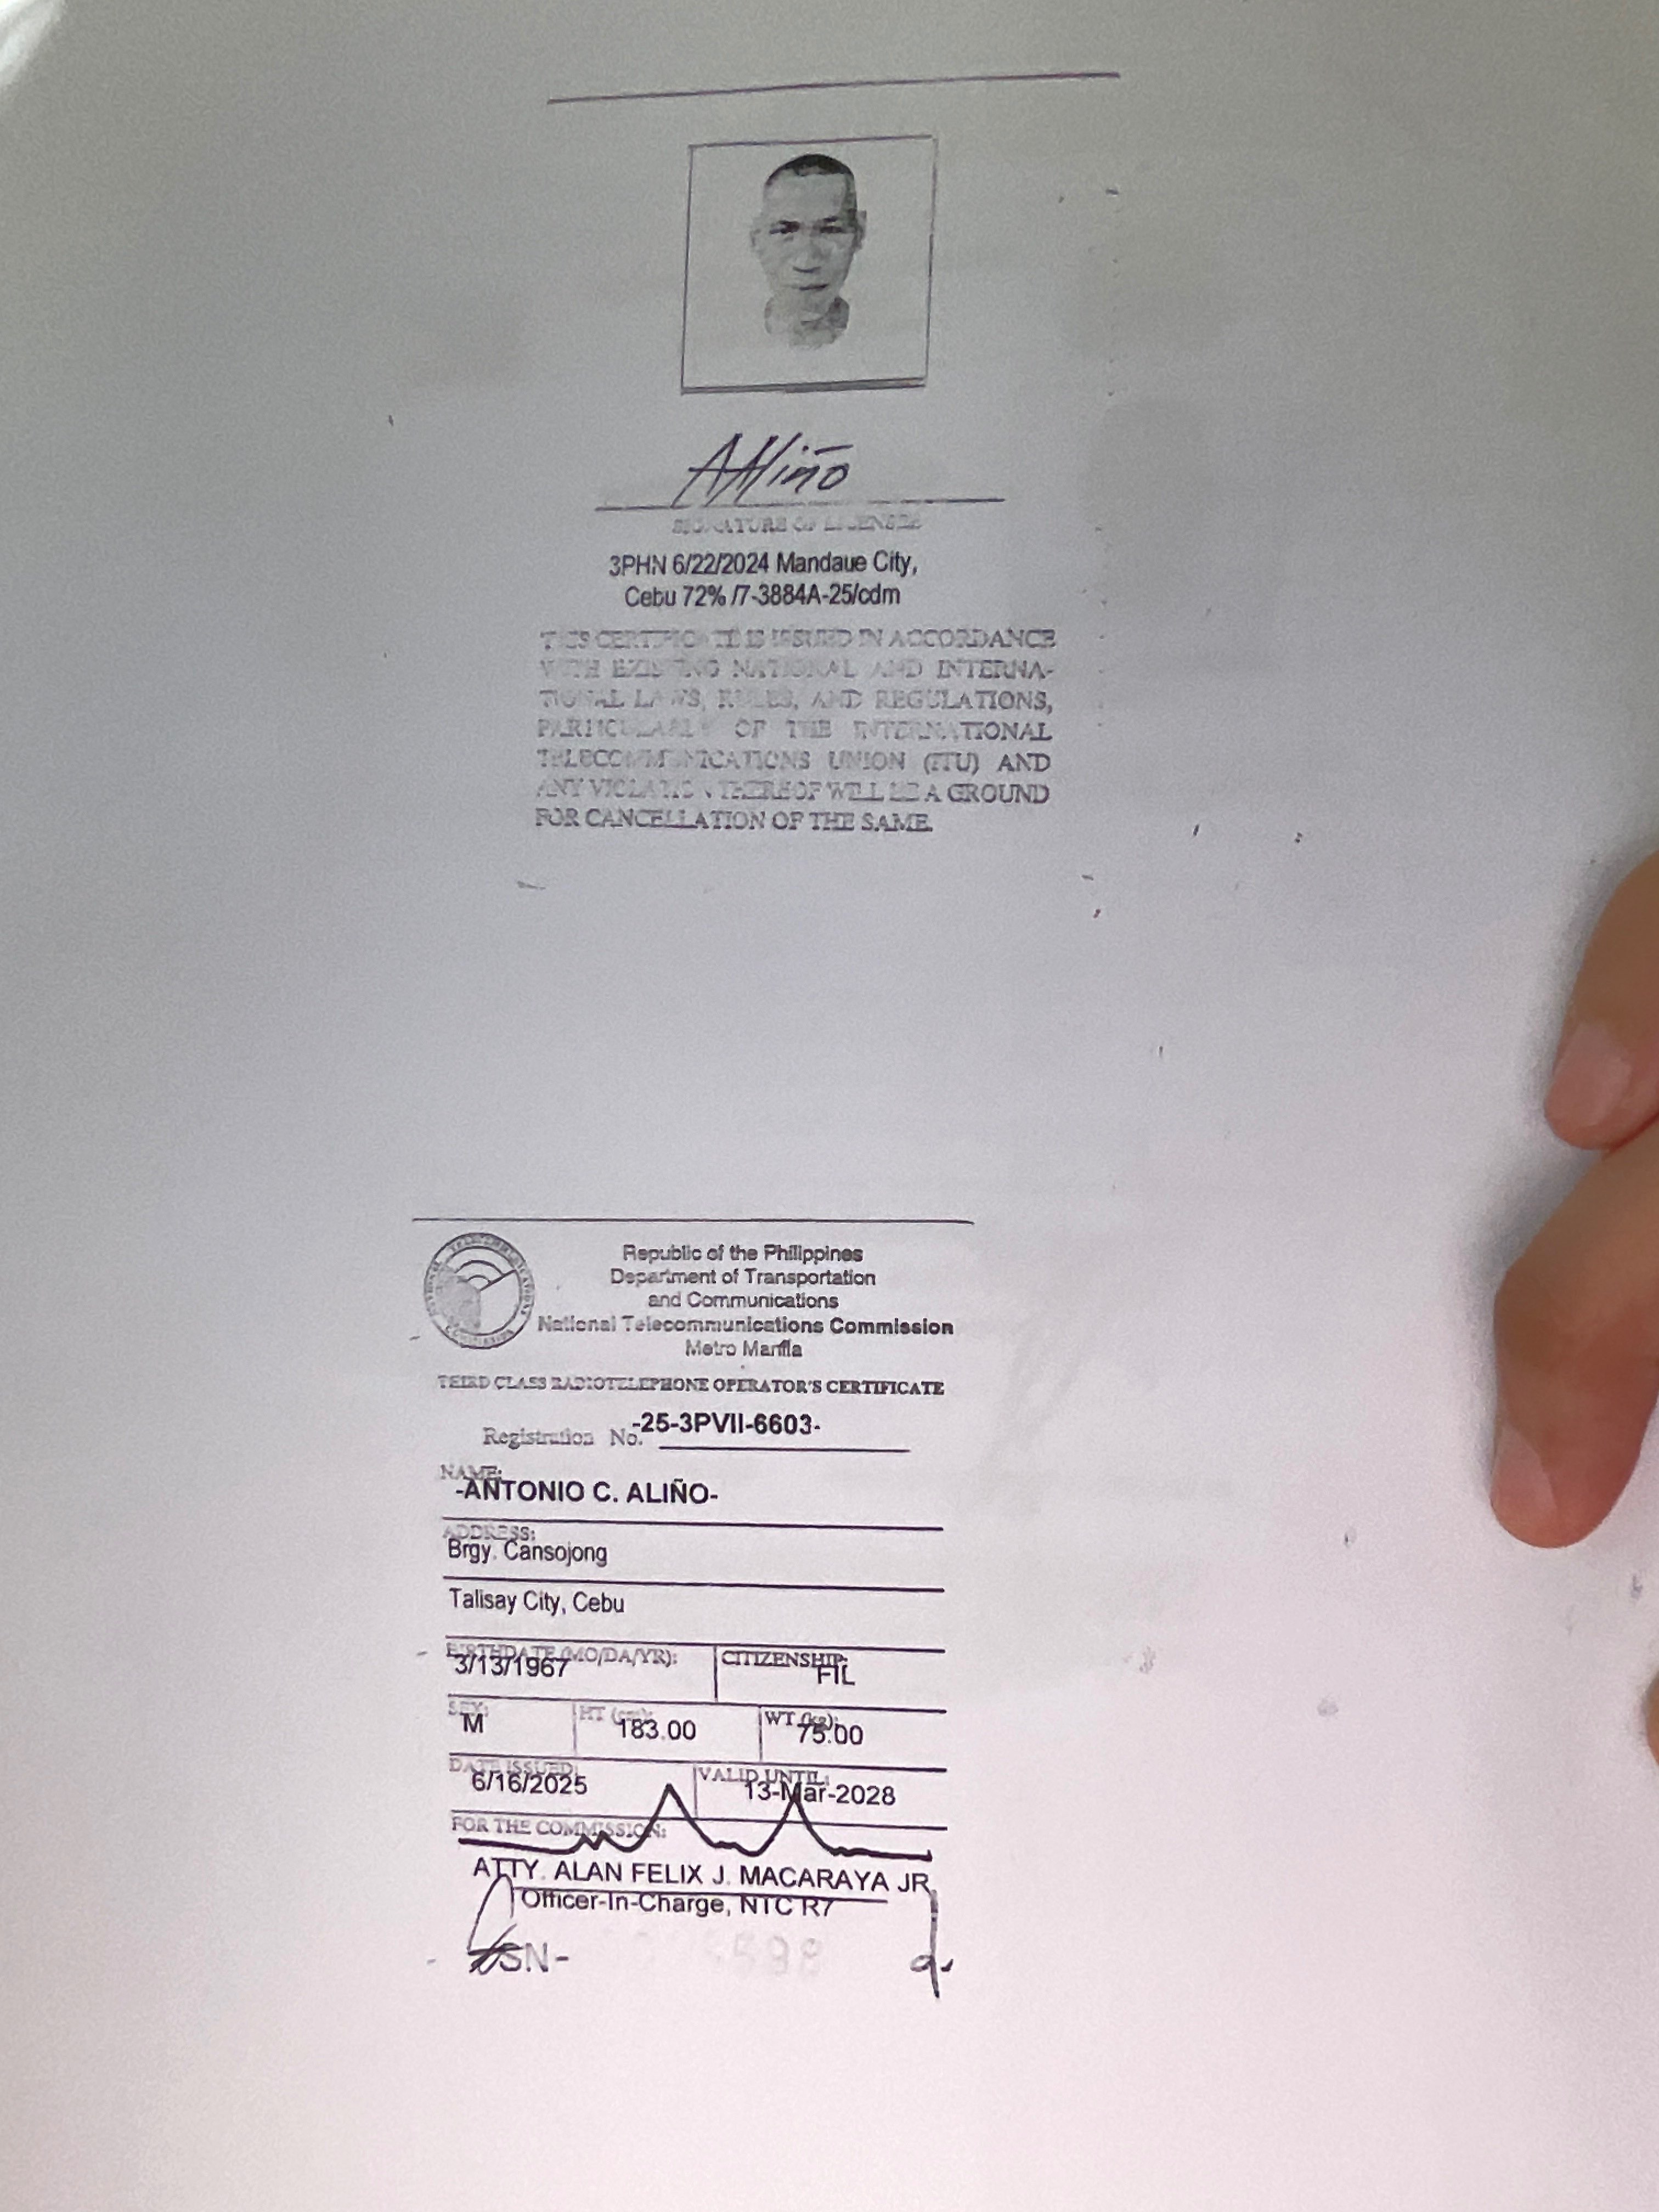 Aliño
SIGNATURE OF LICENSEE
3PHN 6/22/2024 Mandaue City,
Cebu 72% /7-3884A-25/cdm
THIS CERTIFICATE IS ISSUED IN ACCORDANCE
WITH EXISTING NATIONAL AND INTERNA-
TIONAL LAWS, RULES, AND REGULATIONS,
PARTICULARLY OF THE INTERNATIONAL
TELECOMMUNICATIONS UNION (ITU) AND
ANY VIOLATION THEREOF WILL BE A GROUND
FOR CANCELLATION OF THE SAME.
NATIONAL TELECOMMUNICATIONS COMMISSION
Republic of the Philippines
Department of Transportation
and Communications
National Telecommunications Commission
Metro Manila
THIRD CLASS RADIOTELEPHONE OPERATOR'S CERTIFICATE
Registration No. -25-3PVII-6603-
NAME:
-ANTONIO C. ALIÑO-
ADDRESS:
Brgy. Cansojong
Talisay City, Cebu
BIRTHDATE (MO/DA/YR): CITIZENSHIP:
3/13/1967 FIL
SEX: HT (cm): WT (kg):
M 183.00 75.00
DATE ISSUED: VALID UNTIL:
6/16/2025 13-Mar-2028
FOR THE COMMISSION:
ATTY. ALAN FELIX J. MACARAYA JR.
Officer-In-Charge, NTC R7
SN-